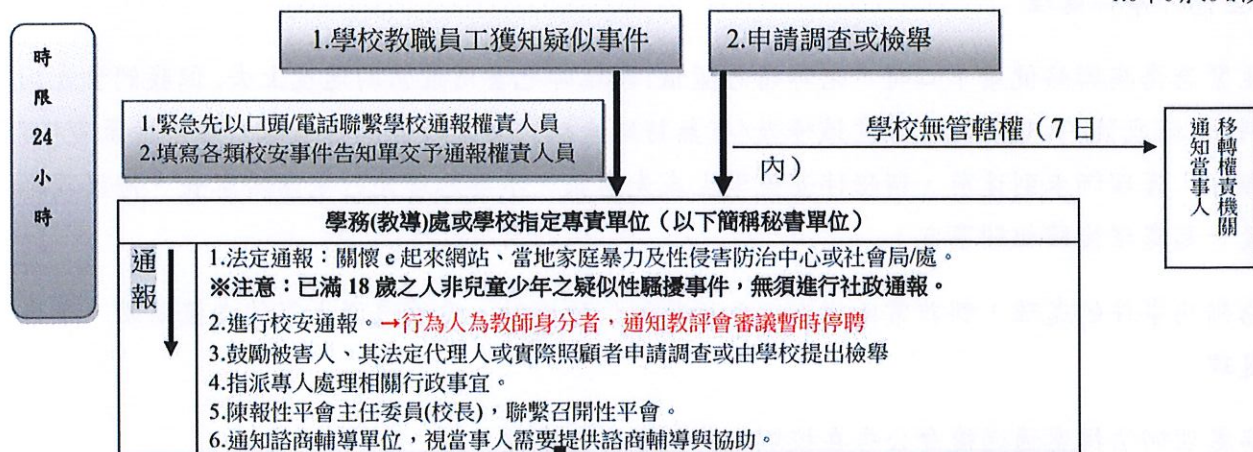 時
限
24
小
時
1.學校教職員工獲知疑似事件
2.申請調查或檢舉
1.緊急先以口頭/電話聯繫學校通報權責人員
2.填寫各類校安事件告知單交予通報權責人員
學校無管轄權（7日
內）
移轉權責機關
通知當事人
學務(教導)處或學校指定專責單位（以下簡稱秘書單位）
通
報
1.法定通報：關懷 e 起來網站、當地家庭暴力及性侵害防治中心或社會局/處。
※注意：已滿 18 歲之人非兒童少年之疑似性騷擾事件，無須進行社政通報。
2.進行校安通報。→行為人為教師身分者，通知教評會審議暫時停聘
3.鼓勵被害人、其法定代理人或實際照顧者申請調查或由學校提出檢舉
4.指派專人處理相關行政事宜。
5.陳報性平會主任委員(校長)，聯繫召開性平會。
6.通知諮商輔導單位，視當事人需要提供諮商輔導與協助。